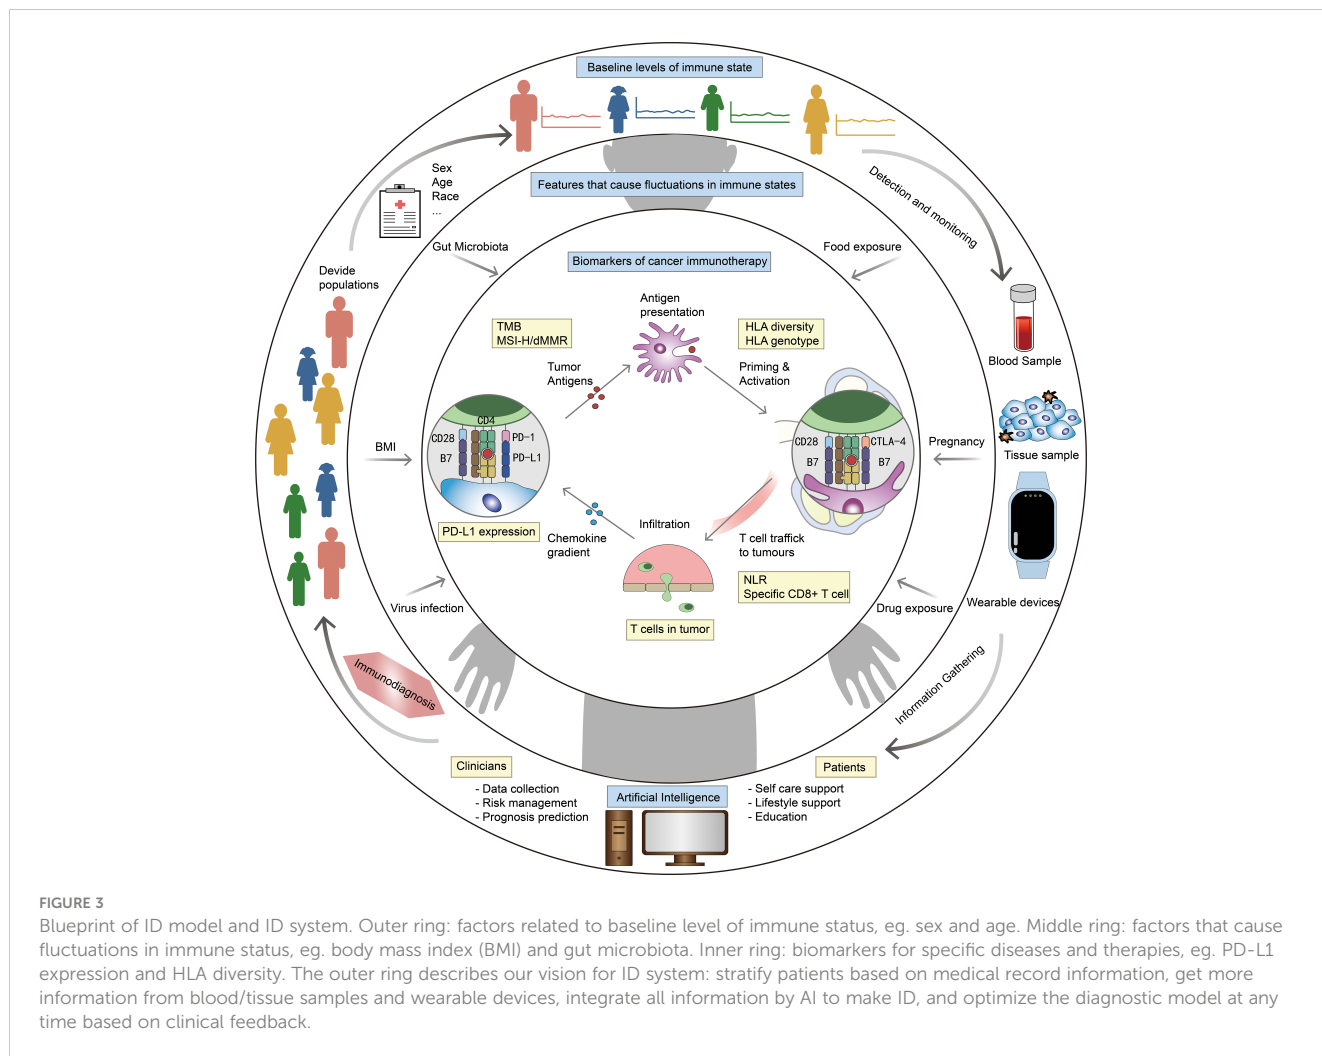 Baseline levels of immune state
Sex
Age
Race
...
Features that cause fluctuations in immune states
Detection and monitoring
Gut Microbiota
Food exposure
Devide
populations
Biomarkers of cancer immunotherapy
Antigen
presentation
TMB
MSI-H/dMMR
HLA diversity
HLA genotype
Tumor
Antigens
Priming &
Activation
Blood Sample
CD4
CD28
PD-1
B7
PD-L1
CD28
CTLA-4
B7
B7
BMI
Pregnancy
Tissue sample
PD-L1 expression
Chemokine
gradient
Infiltration
T cell traffick
to tumours
NLR
Specific CD8+ T cell
T cells in tumor
Virus infection
Drug exposure
Wearable devices
Immunodiagnosis
Information Gathering
Clinicians
- Data collection
- Risk management
- Prognosis prediction
Artificial Intelligence
Patients
- Self care support
- Lifestyle support
- Education
FIGURE 3
Blueprint of ID model and ID system. Outer ring: factors related to baseline level of immune status, eg. sex and age. Middle ring: factors that cause
fluctuations in immune status, eg. body mass index (BMI) and gut microbiota. Inner ring: biomarkers for specific diseases and therapies, eg. PD-L1
expression and HLA diversity. The outer ring describes our vision for ID system: stratify patients based on medical record information, get more
information from blood/tissue samples and wearable devices, integrate all information by AI to make ID, and optimize the diagnostic model at any
time based on clinical feedback.